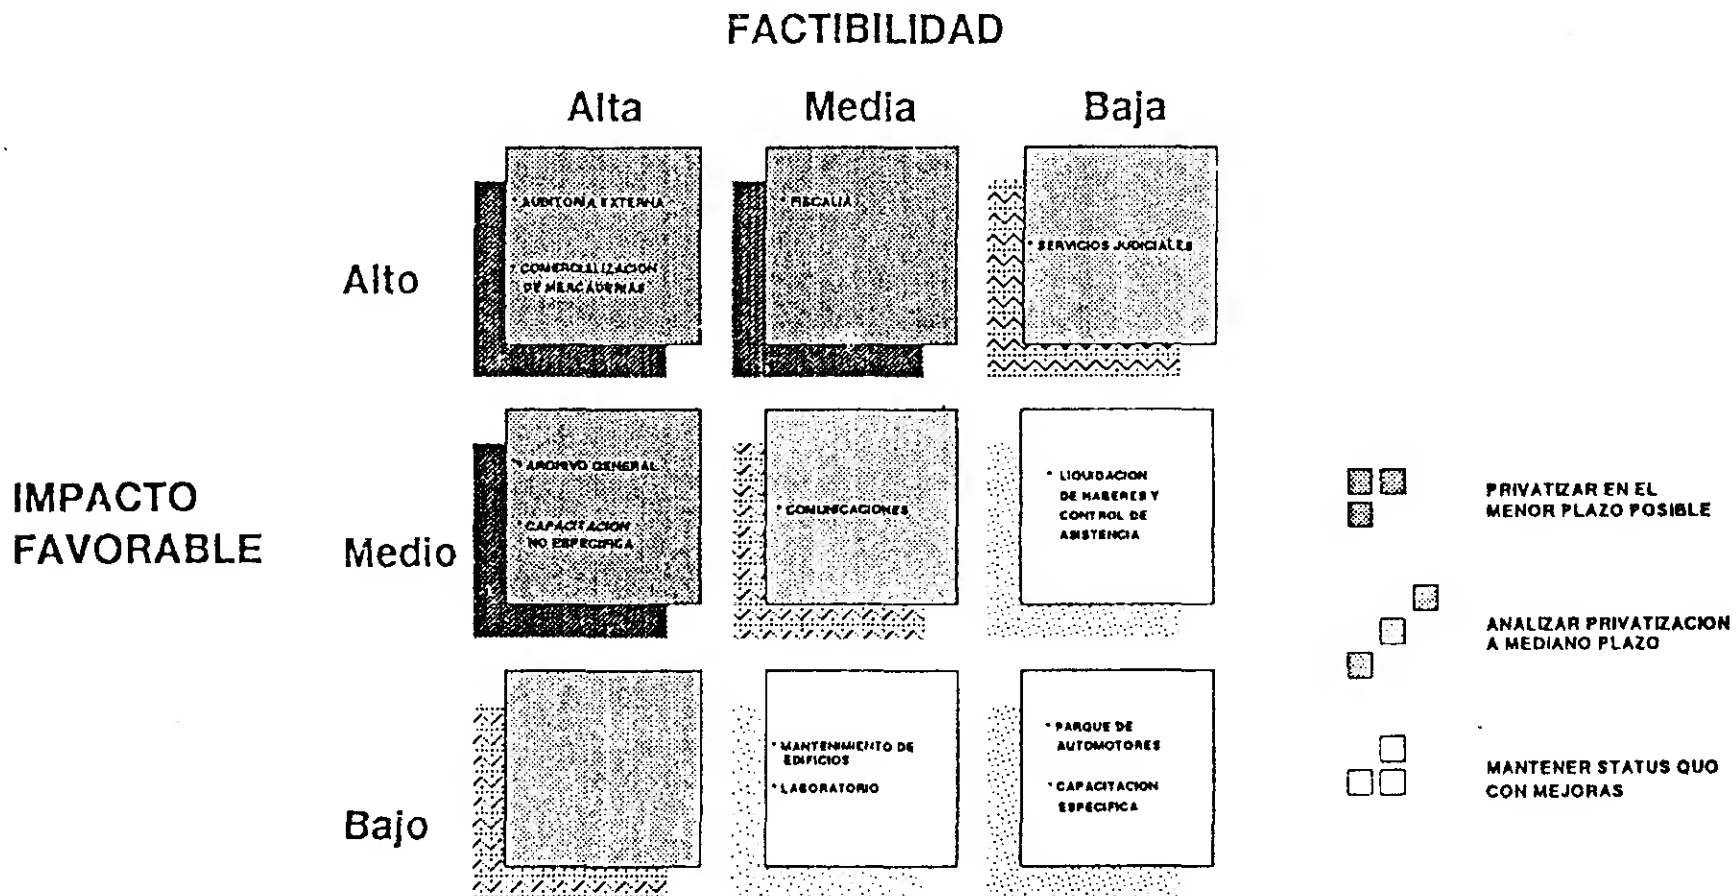 FACTIBILIDAD
Alta
Media
Baja
Alto
* AUDITORIA EXTERNA
* COMERCIALIZACION
DE MERCADERIAS
* FISCALIA
* SERVICIOS JUDICIALES
IMPACTO
FAVORABLE
Medio
* ARCHIVO GENERAL
* CAPACITACION
NO ESPECIFICA
* COMUNICACIONES
* LIQUIDACION
DE HABERES Y
CONTROL DE
ASISTENCIA
Bajo
* MANTENIMIENTO DE
EDIFICIOS
* LABORATORIO
* PARQUE DE
AUTOMOTORES
* CAPACITACION
ESPECIFICA
PRIVATIZAR EN EL
MENOR PLAZO POSIBLE
ANALIZAR PRIVATIZACION
A MEDIANO PLAZO
MANTENER STATUS QUO
CON MEJORAS